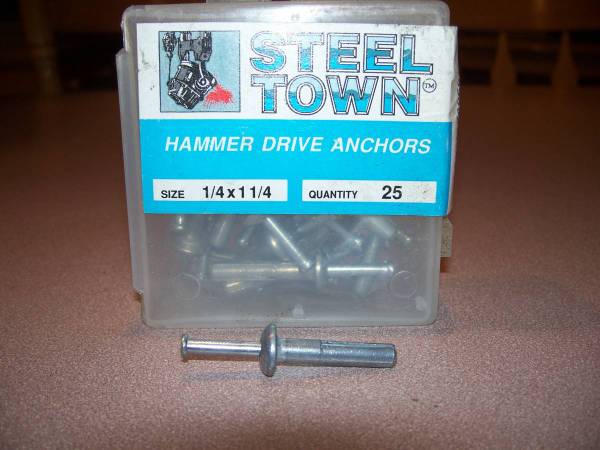 STEEL
TOWN™
HAMMER DRIVE ANCHORS
SIZE 1/4 x 1 1/4 QUANTITY 25